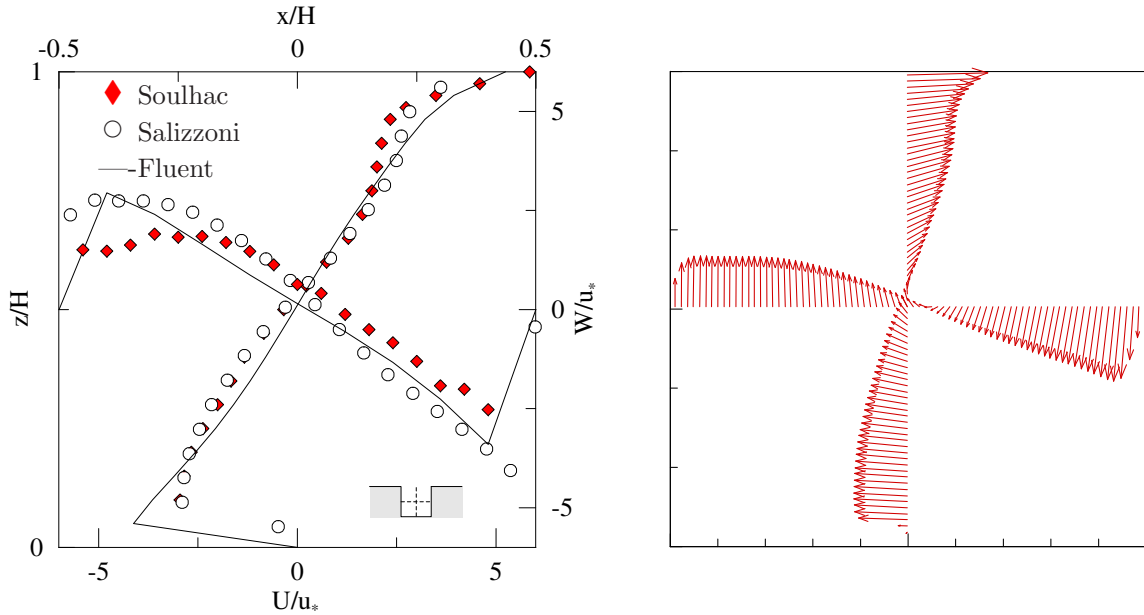 x/H
-0.5 0 0.5
1
Soulhac
Salizzoni
-Fluent
5
z/H
0
W/u*
-5
0
-5 0 5
U/u*